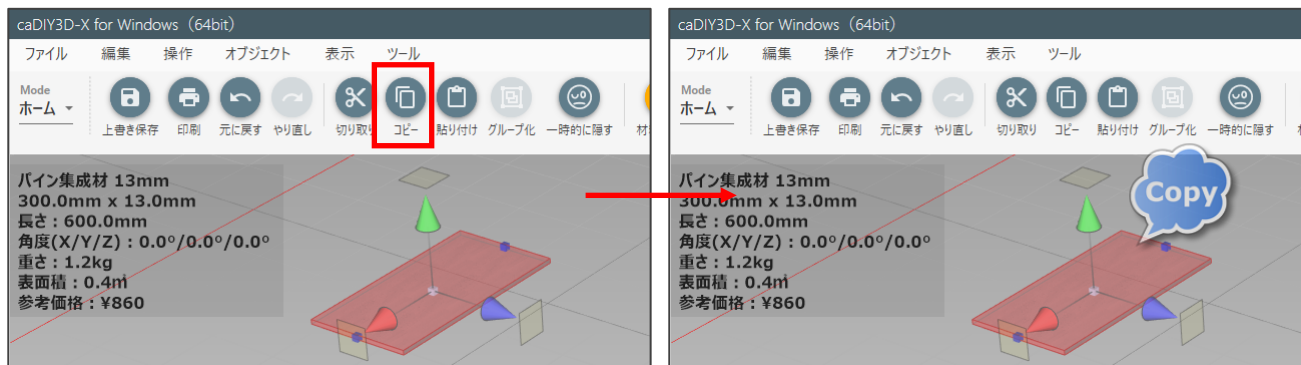 caDIY3D-X for Windows（64bit）
ファイル 編集 操作 オブジェクト 表示 ツール
Mode
ホーム
上書き保存 印刷 元に戻す やり直し 切り取り コピー 貼り付け グループ化 一時的に隠す
パイン集成材 13mm
300.0mm x 13.0mm
長さ：600.0mm
角度(X/Y/Z)：0.0°/0.0°/0.0°
重さ：1.2kg
表面積：0.4㎡
参考価格：¥860
caDIY3D-X for Windows（64bit）
ファイル 編集 操作 オブジェクト 表示 ツール
Mode
ホーム
上書き保存 印刷 元に戻す やり直し 切り取り コピー 貼り付け グループ化 一時的に隠す
パイン集成材 13mm
300.0mm x 13.0mm
長さ：600.0mm
角度(X/Y/Z)：0.0°/0.0°/0.0°
重さ：1.2kg
表面積：0.4㎡
参考価格：¥860
Copy